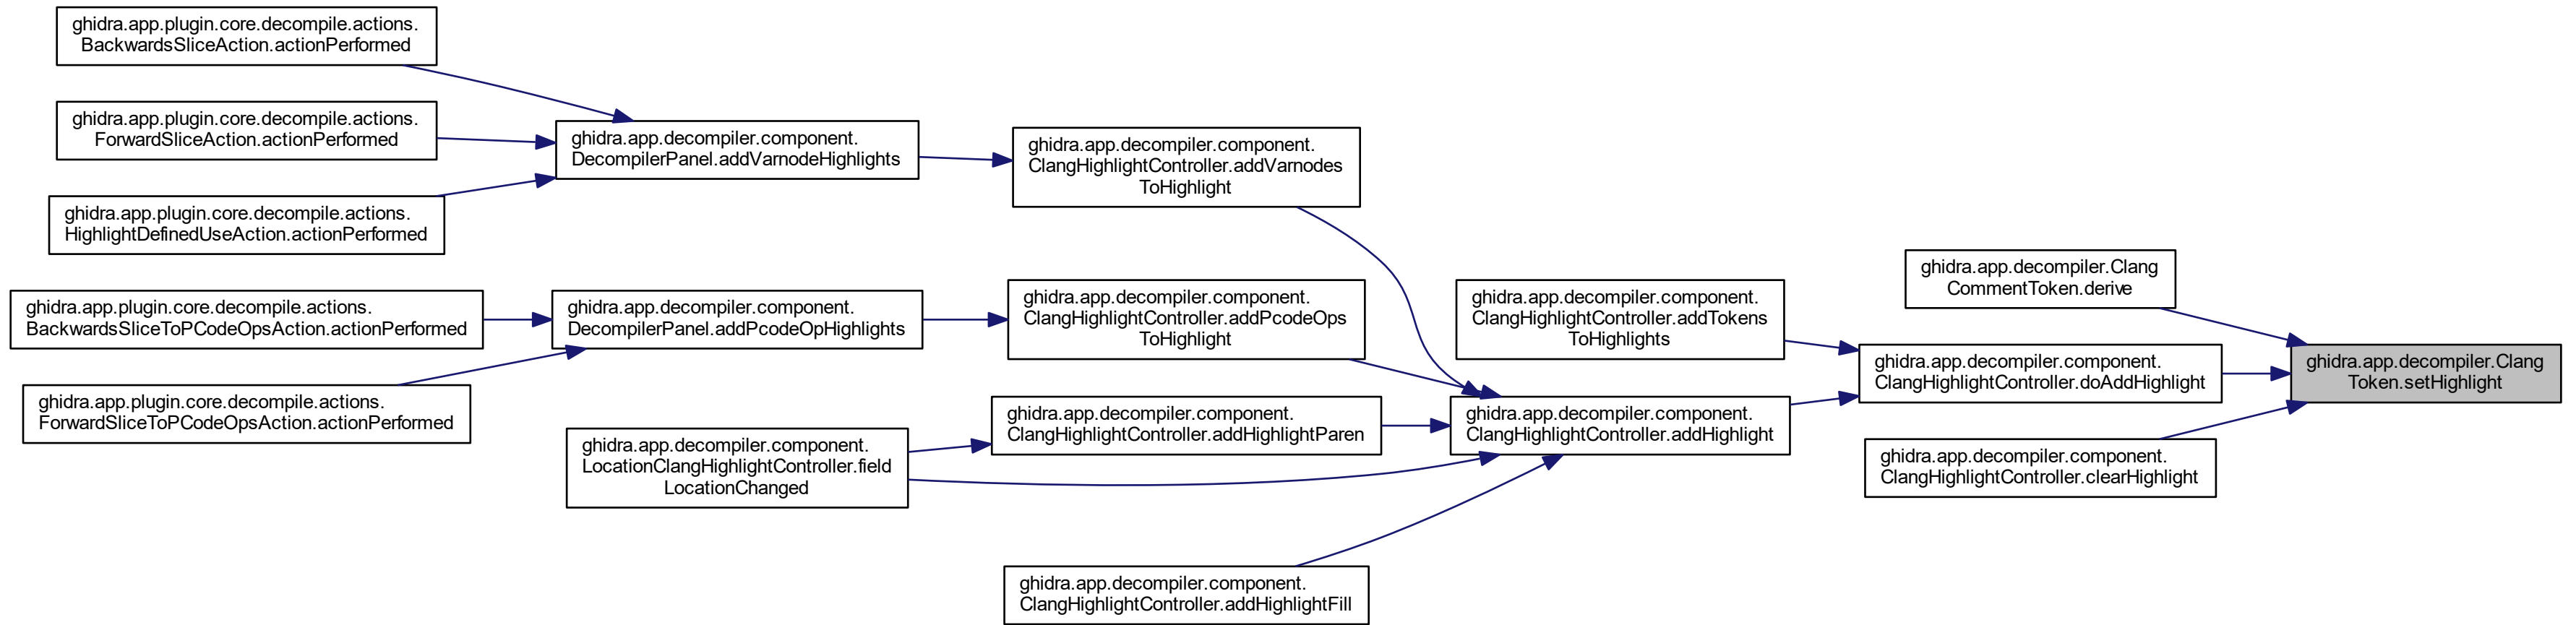 ghidra.app.plugin.core.decompile.actions.
BackwardsSliceAction.actionPerformed
ghidra.app.plugin.core.decompile.actions.
ForwardSliceAction.actionPerformed
ghidra.app.plugin.core.decompile.actions.
HighlightDefinedUseAction.actionPerformed
ghidra.app.decompiler.component.
DecompilerPanel.addVarnodeHighlights
ghidra.app.decompiler.component.
ClangHighlightController.addVarnodes
ToHighlight
ghidra.app.plugin.core.decompile.actions.
BackwardsSliceToPCodeOpsAction.actionPerformed
ghidra.app.plugin.core.decompile.actions.
ForwardSliceToPCodeOpsAction.actionPerformed
ghidra.app.decompiler.component.
DecompilerPanel.addPcodeOpHighlights
ghidra.app.decompiler.component.
ClangHighlightController.addPcodeOps
ToHighlight
ghidra.app.decompiler.component.
LocationClangHighlightController.field
LocationChanged
ghidra.app.decompiler.component.
ClangHighlightController.addHighlightParen
ghidra.app.decompiler.component.
ClangHighlightController.addHighlightFill
ghidra.app.decompiler.component.
ClangHighlightController.addTokens
ToHighlights
ghidra.app.decompiler.component.
ClangHighlightController.addHighlight
ghidra.app.decompiler.Clang
CommentToken.derive
ghidra.app.decompiler.component.
ClangHighlightController.doAddHighlight
ghidra.app.decompiler.component.
ClangHighlightController.clearHighlight
ghidra.app.decompiler.Clang
Token.setHighlight